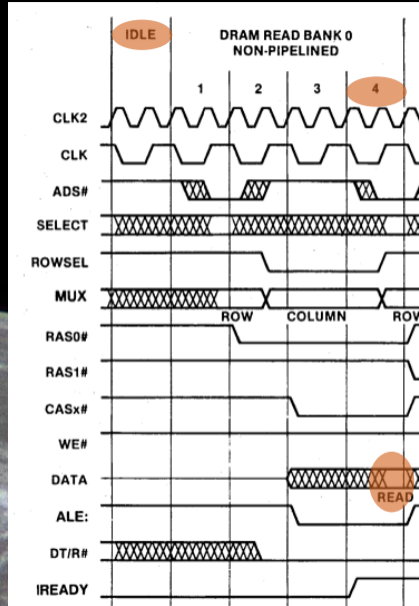 IDLE
DRAM READ BANK 0
NON-PIPELINED
1 2 3 4
CLK2
CLK
ADS#
SELECT
ROWSEL
MUX
ROW COLUMN ROW
RAS0#
RAS1#
CASx#
WE#
DATA
READ
ALE:
DT/R#
IREADY